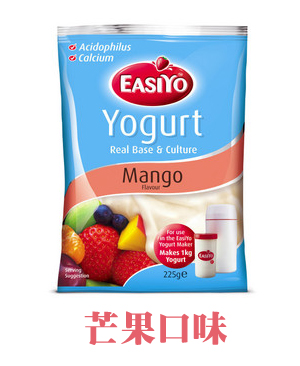 Acidophilus
Calcium
EASIYO
Yogurt
Real Base & Culture
Mango
Flavour
For use
in the EasiYo
Yogurt Maker
Makes 1kg
Yogurt
EASIYO
Serving
Suggestion
225g℮
芒果口味